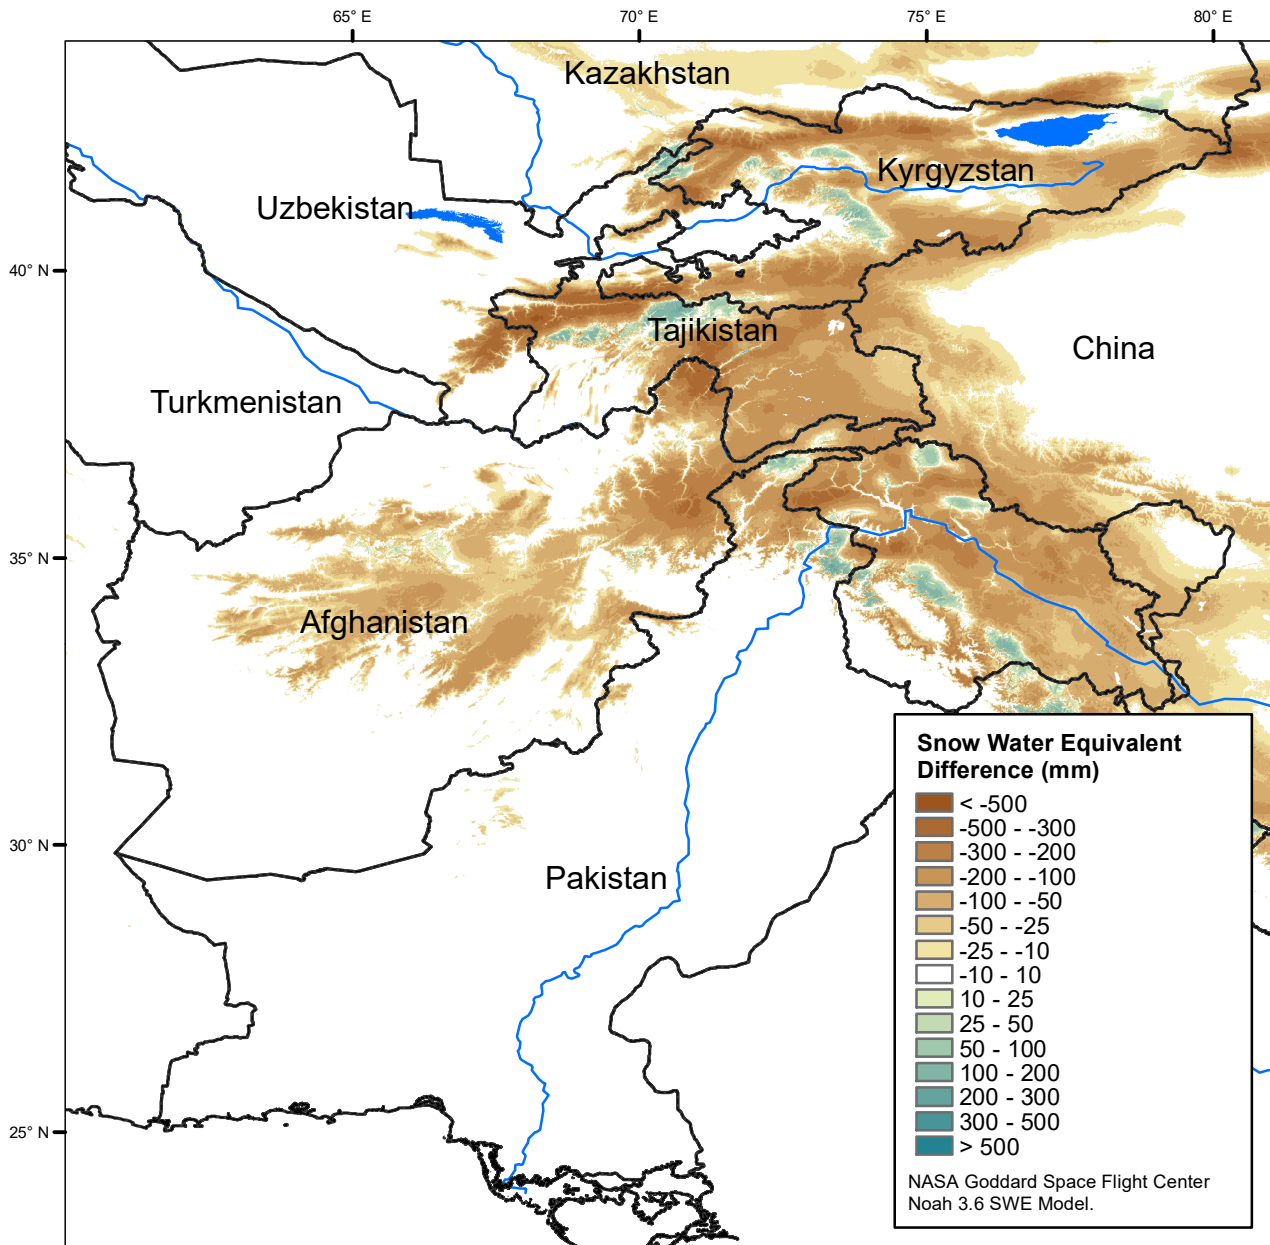 65° E
70° E
75° E
80° E
Kazakhstan
Kyrgyzstan
Uzbekistan
40° N
Tajikistan
China
Turkmenistan
35° N
Afghanistan
30° N
Pakistan
25° N
Snow Water Equivalent
Difference (mm)
< -500
-500 - -300
-300 - -200
-200 - -100
-100 - -50
-50 - -25
-25 - -10
-10 - 10
10 - 25
25 - 50
50 - 100
100 - 200
200 - 300
300 - 500
> 500
NASA Goddard Space Flight Center
Noah 3.6 SWE Model.